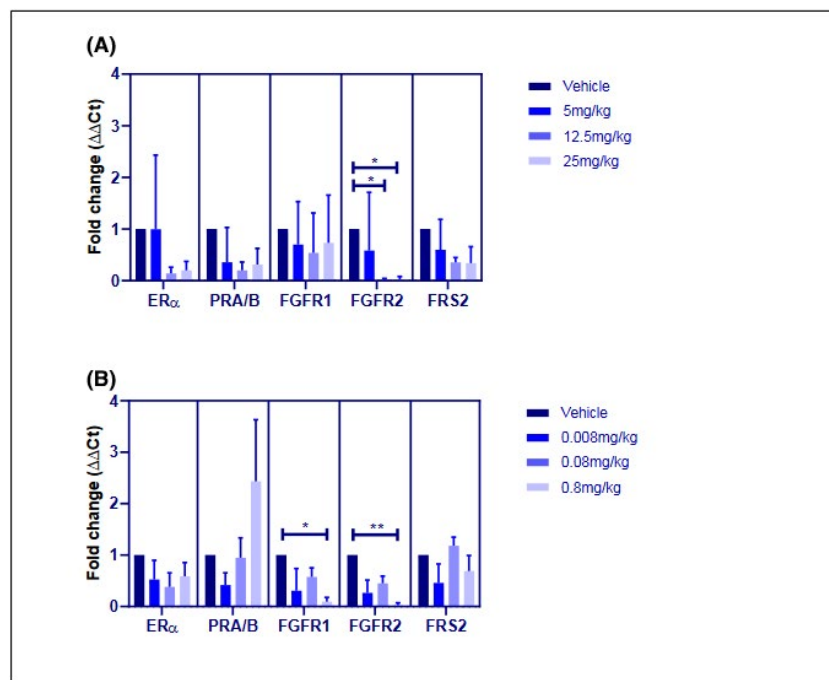 (A)
Fold change (ΔΔCt)
4
3
2
1
0
* 
*
ERα PRA/B FGFR1 FGFR2 FRS2
Vehicle
5mg/kg
12.5mg/kg
25mg/kg
(B)
Fold change (ΔΔCt)
4
3
2
1
0
* **
ERα PRA/B FGFR1 FGFR2 FRS2
Vehicle
0.008mg/kg
0.08mg/kg
0.8mg/kg